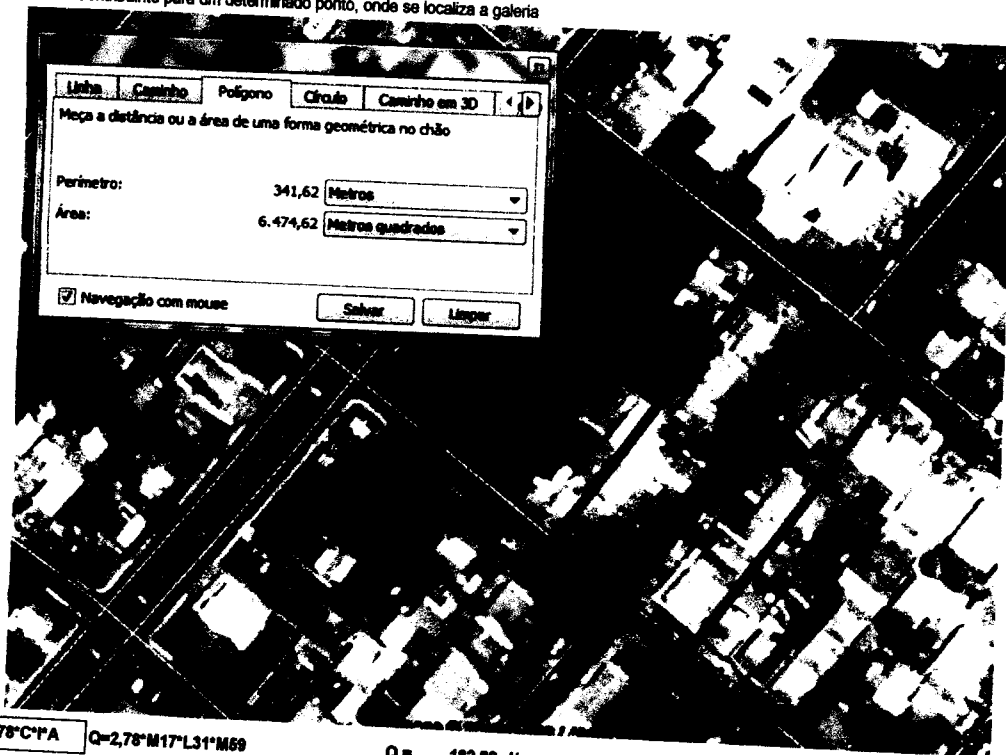 para um determinado ponto, onde se localiza a galeria
Linha Caminho Polígono Círculo Caminho em 3D
Meça a distância ou a área de uma forma geométrica no chão
Perímetro: 341,62 Metros
Área: 6.474,62 Metros quadrados
Navegação com mouse Salvar Limpar
78*C*I*A Q=2,78*M17*L31*M59 Q=